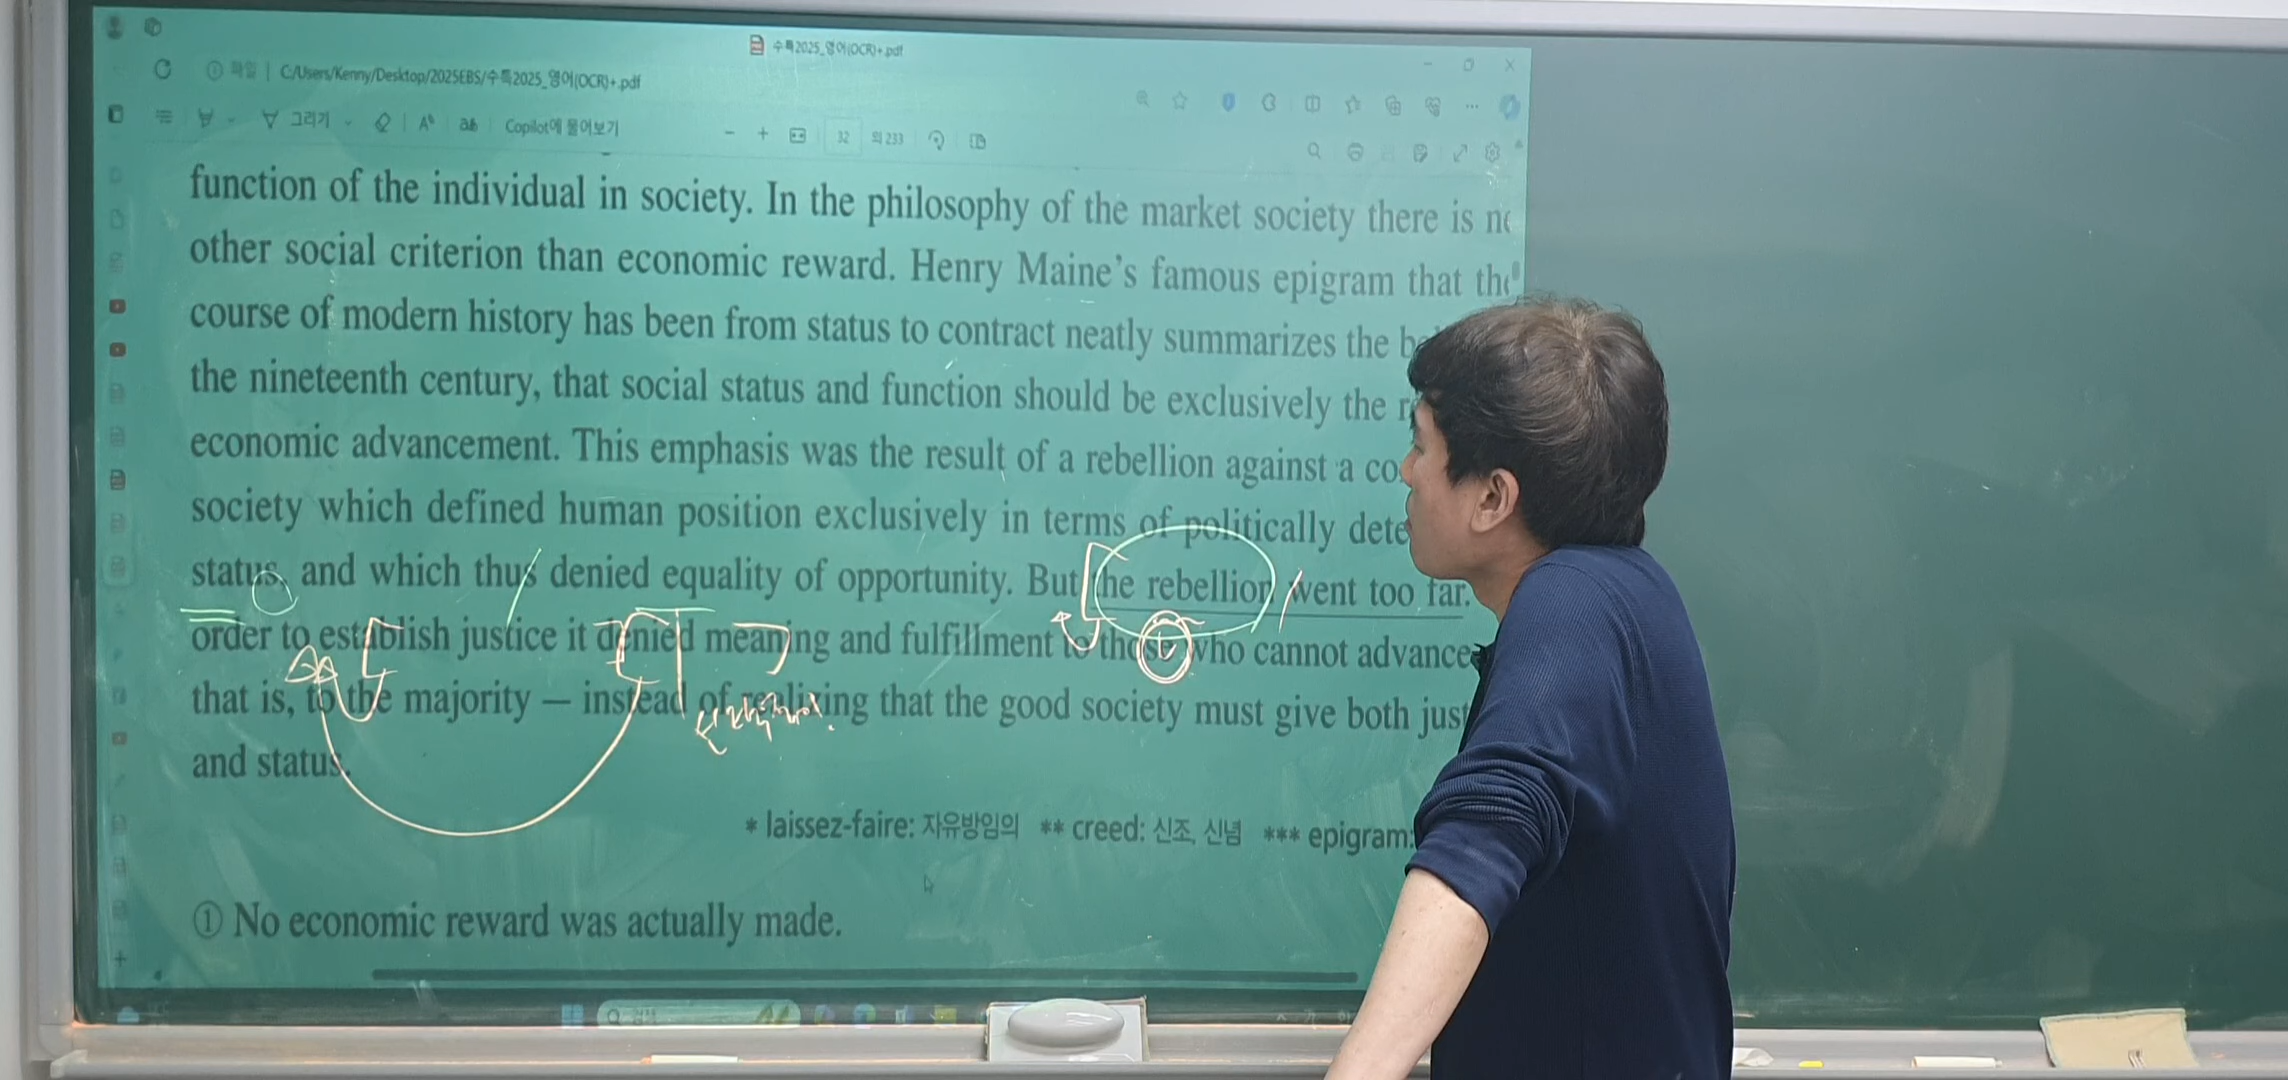 수특2025_영어(OCR)+.pdf
파일 | C:/Users/Kenny/Desktop/2025EBS/수특2025_영어(OCR)+.pdf
그리기 Copilot에 물어보기 32 의 233
function of the individual in society. In the philosophy of the market society there is
other social criterion than economic reward. Henry Maine's famous epigram that
course of modern history has been from status to contract neatly summarizes the
the nineteenth century, that social status and function should be exclusively the
economic advancement. This emphasis was the result of a rebellion against a
society which defined human position exclusively in terms of politically
status, and which thus denied equality of opportunity. But the rebellion went too far.
order to establish justice it denied meaning and fulfillment to those who cannot advance
that is, to the majority — instead of realizing that the good society must give both
and status.
* laissez-faire: 자유방임의 ** creed: 신조, 신념 *** epigram:
① No economic reward was actually made.